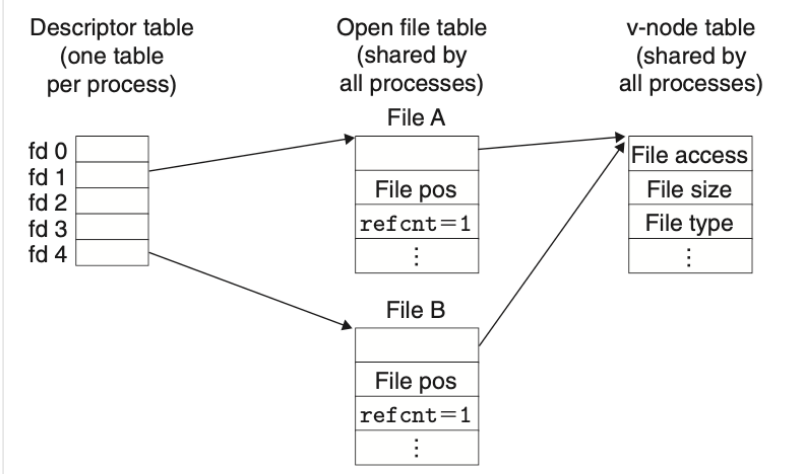 Descriptor table
(one table
per process)
Open file table
(shared by
all processes)
v-node table
(shared by
all processes)
fd 0
fd 1
fd 2
fd 3
fd 4
File A
File pos
refcnt=1
⋮
File B
File pos
refcnt=1
⋮
File access
File size
File type
⋮